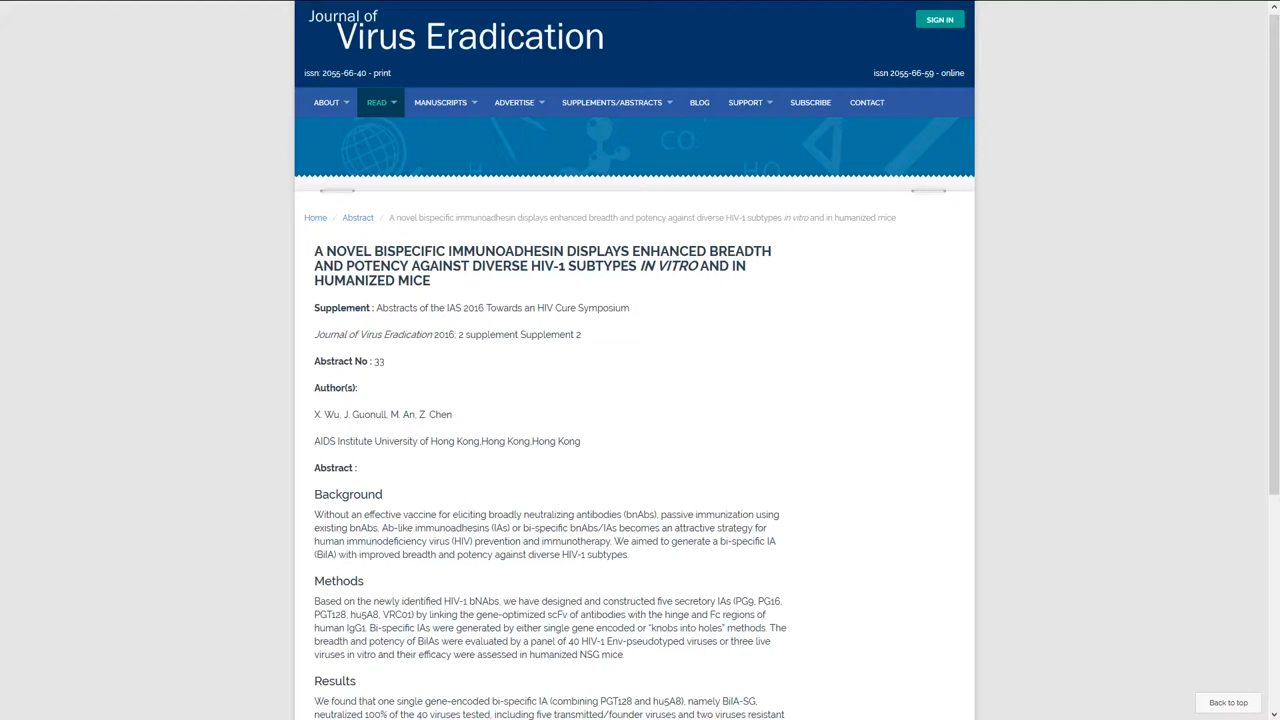 Journal of
Virus Eradication
SIGN IN
issn: 2055-66-40 - print
issn 2055-66-59 - online
ABOUT READ MANUSCRIPTS ADVERTISE SUPPLEMENTS/ABSTRACTS BLOG SUPPORT SUBSCRIBE CONTACT
CO₂
H
H₂O
Home / Abstract / A novel bispecific immunoadhesin displays enhanced breadth and potency against diverse HIV-1 subtypes in vitro and in humanized mice
A NOVEL BISPECIFIC IMMUNOADHESIN DISPLAYS ENHANCED BREADTH
AND POTENCY AGAINST DIVERSE HIV-1 SUBTYPES IN VITRO AND IN
HUMANIZED MICE
Supplement : Abstracts of the IAS 2016 Towards an HIV Cure Symposium
Journal of Virus Eradication 2016; 2 supplement Supplement 2
Abstract No : 33
Author(s):
X. Wu, J. Guonull, M. An, Z. Chen
AIDS Institute University of Hong Kong,Hong Kong,Hong Kong
Abstract :
Background
Without an effective vaccine for eliciting broadly neutralizing antibodies (bnAbs), passive immunization using
existing bnAbs, Ab-like immunoadhesins (IAs) or bi-specific bnAbs/IAs becomes an attractive strategy for
human immunodeficiency virus (HIV) prevention and immunotherapy. We aimed to generate a bi-specific IA
(BiIA) with improved breadth and potency against diverse HIV-1 subtypes.
Methods
Based on the newly identified HIV-1 bNAbs, we have designed and constructed five secretory IAs (PG9, PG16,
PGT128, hu5A8, VRC01) by linking the gene-optimized scFv of antibodies with the hinge and Fc regions of
human IgG1. Bi-specific IAs were generated by either single gene encoded or "knobs into holes" methods. The
breadth and potency of BiIAs were evaluated by a panel of 40 HIV-1 Env-pseudotyped viruses or three live
viruses in vitro and their efficacy were assessed in humanized NSG mice.
Results
We found that one single gene-encoded bi-specific IA (combining PGT128 and hu5A8), namely BiIA-SG,
neutralized 100% of the 40 viruses tested, including five transmitted/founder viruses and two viruses resistant
Back to top